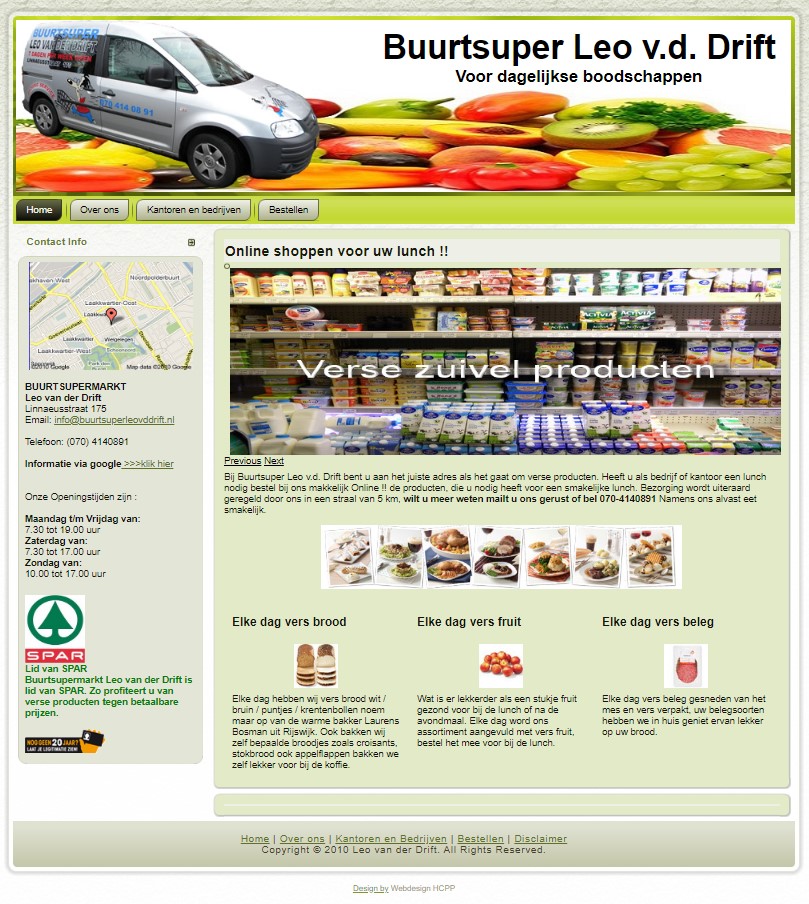 BUURTSUPER
LEO VAN DER DRIFT
7 DAGEN PER WEEK OPEN
070 414 08 91
Buurtsuper Leo v.d. Drift
Voor dagelijkse boodschappen
Home
Over ons
Kantoren en bedrijven
Bestellen
Contact Info
Noordpolderbuurt
Laakhaven-West
Laakkwartier-Oost
Laakkwartier-West
©2010 Google
Map data ©2010 Google
BUURTSUPERMARKT
Leo van der Drift
Linnaeusstraat 175
Email: info@buurtsuperleovddrift.nl
Telefoon: (070) 4140891
Informatie via google >>>klik hier
Onze Openingstijden zijn :
Maandag t/m Vrijdag van:
7.30 tot 19.00 uur
Zaterdag van:
7.30 tot 17.00 uur
Zondag van:
10.00 tot 17.00 uur
SPAR
Lid van SPAR
Buurtsupermarkt Leo van der Drift is
lid van SPAR. Zo profiteert u van
verse producten tegen betaalbare
prijzen.
NOG GEEN 20 JAAR?
LAAT JE LEGITIMATIE ZIEN!
Online shoppen voor uw lunch !!
ACTIVIA
Verse zuivel producten
Previous Next
Bij Buurtsuper Leo v.d. Drift bent u aan het juiste adres als het gaat om verse producten. Heeft u als bedrijf of kantoor een lunch
nodig bestel bij ons makkelijk Online !! de producten, die u nodig heeft voor een smakelijke lunch. Bezorging wordt uiteraard
geregeld door ons in een straal van 5 km, wilt u meer weten mailt u ons gerust of bel 070-4140891 Namens ons alvast eet
smakelijk.
Elke dag vers brood
Elke dag hebben wij vers brood wit /
bruin / puntjes / krentenbollen noem
maar op van de warme bakker Laurens
Bosman uit Rijswijk. Ook bakken wij
zelf bepaalde broodjes zoals croisants,
stokbrood ook appelflappen bakken we
zelf lekker voor bij de koffie.
Elke dag vers fruit
Wat is er lekkerder als een stukje fruit
gezond voor bij de lunch of na de
avondmaal. Elke dag word ons
assortiment aangevuld met vers fruit,
bestel het mee voor bij de lunch.
Elke dag vers beleg
Elke dag vers beleg gesneden van het
mes en vers verpakt, uw belegsoorten
hebben we in huis geniet ervan lekker
op uw brood.
Home | Over ons | Kantoren en Bedrijven | Bestellen | Disclaimer
Copyright © 2010 Leo van der Drift. All Rights Reserved.
Design by Webdesign HCPP